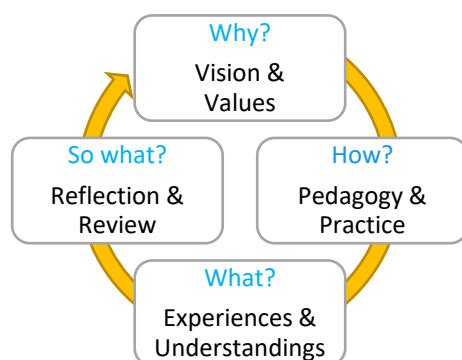 Why?
Vision &
Values
How?
Pedagogy &
Practice
What?
Experiences &
Understandings
So what?
Reflection &
Review